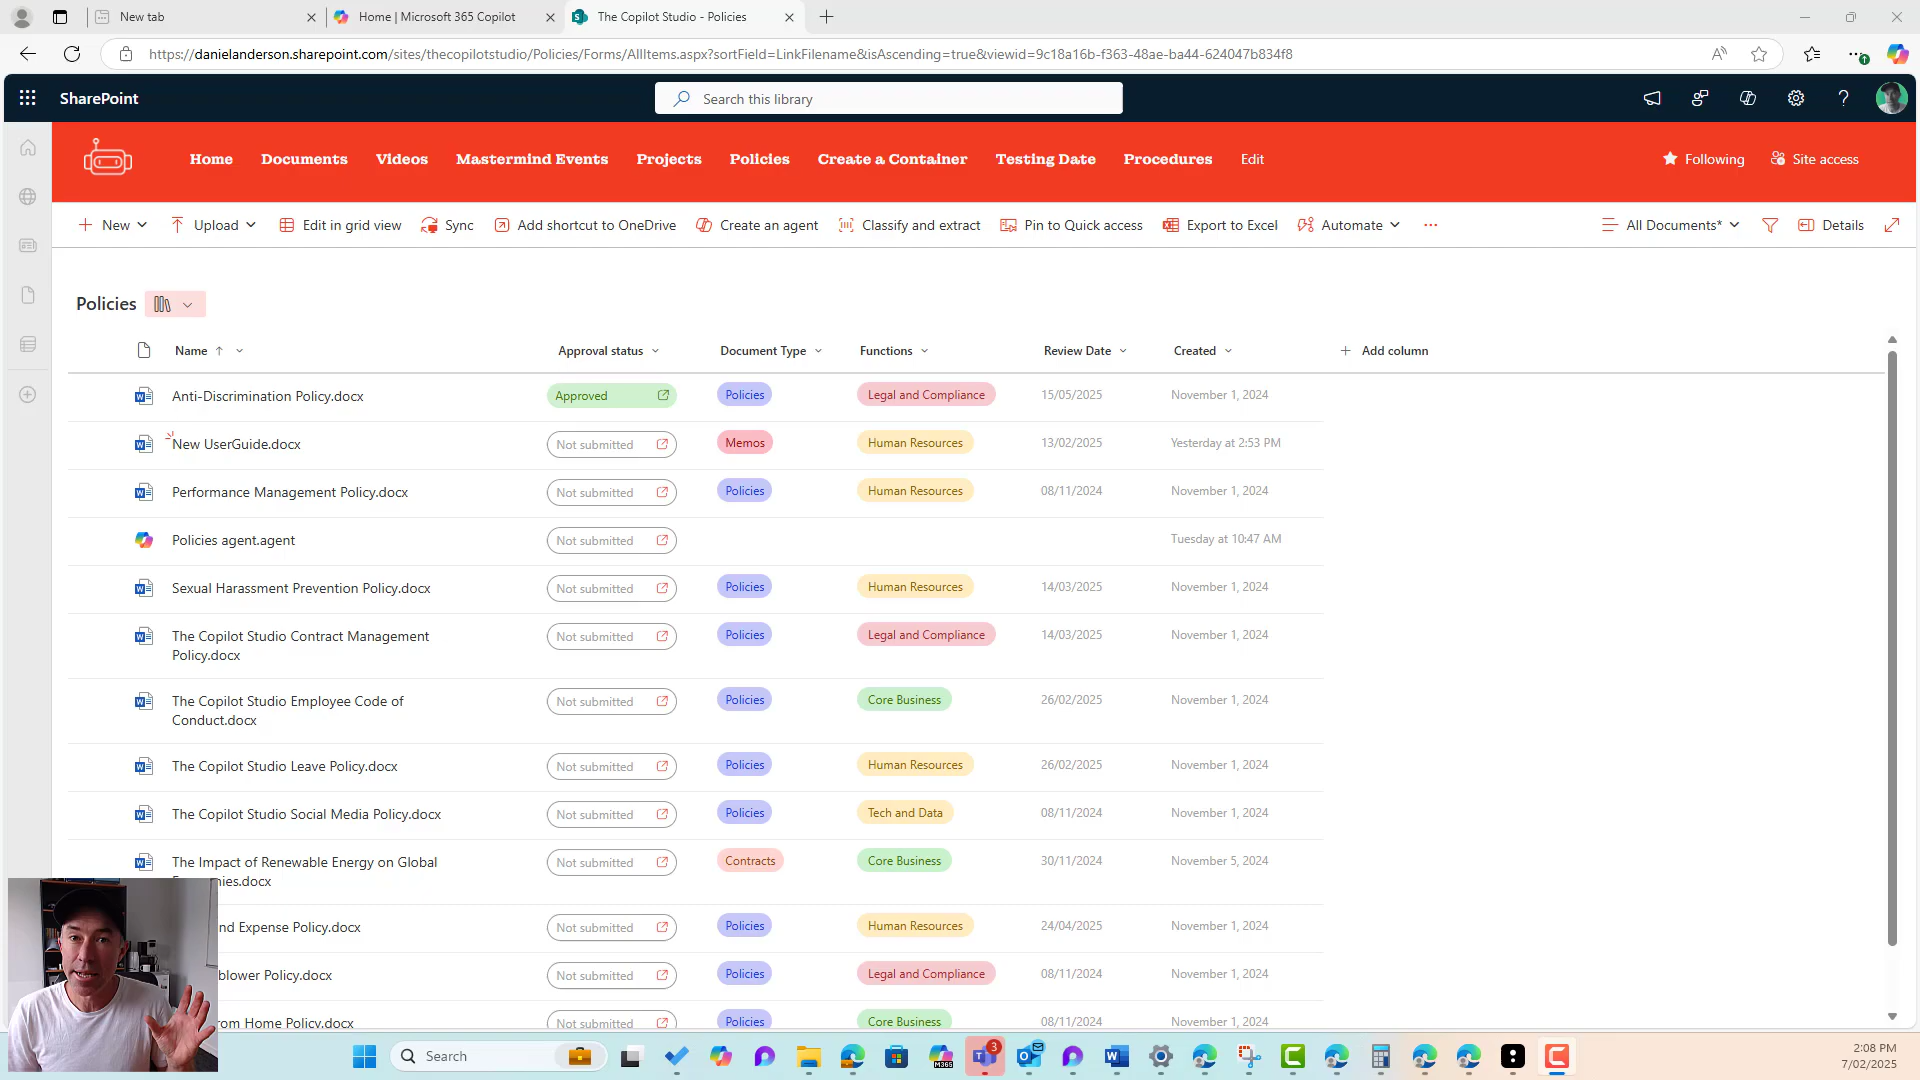 New tab
Home | Microsoft 365 Copilot
The Copilot Studio - Policies
https://danielanderson.sharepoint.com/sites/thecopilotstudio/Policies/Forms/AllItems.aspx?sortField=LinkFilename&isAscending=true&viewid=9c18a16b-f363-48ae-ba44-624047b834f8
SharePoint
Search this library
Home Documents Videos Mastermind Events Projects Policies Create a Container Testing Date Procedures Edit
Following Site access
New Upload Edit in grid view Sync Add shortcut to OneDrive Create an agent Classify and extract Pin to Quick access Export to Excel Automate ...
All Documents* Details
Policies
Name Approval status Document Type Functions Review Date Created Add column
Anti-Discrimination Policy.docx Approved Policies Legal and Compliance 15/05/2025 November 1, 2024
New UserGuide.docx Not submitted Memos Human Resources 13/02/2025 Yesterday at 2:53 PM
Performance Management Policy.docx Not submitted Policies Human Resources 08/11/2024 November 1, 2024
Policies agent.agent Not submitted Tuesday at 10:47 AM
Sexual Harassment Prevention Policy.docx Not submitted Policies Human Resources 14/03/2025 November 1, 2024
The Copilot Studio Contract Management Not submitted Policies Legal and Compliance 14/03/2025 November 1, 2024
Policy.docx
The Copilot Studio Employee Code of Not submitted Policies Core Business 26/02/2025 November 1, 2024
Conduct.docx
The Copilot Studio Leave Policy.docx Not submitted Policies Human Resources 26/02/2025 November 1, 2024
The Copilot Studio Social Media Policy.docx Not submitted Policies Tech and Data 08/11/2024 November 1, 2024
The Impact of Renewable Energy on Global Not submitted Contracts Core Business 30/11/2024 November 5, 2024
mies.docx
nd Expense Policy.docx Not submitted Policies Human Resources 24/04/2025 November 1, 2024
blower Policy.docx Not submitted Policies Legal and Compliance 08/11/2024 November 1, 2024
rom Home Policy.docx Not submitted Policies Core Business 08/11/2024 November 1, 2024
Search
M365
3
2:08 PM
7/02/2025